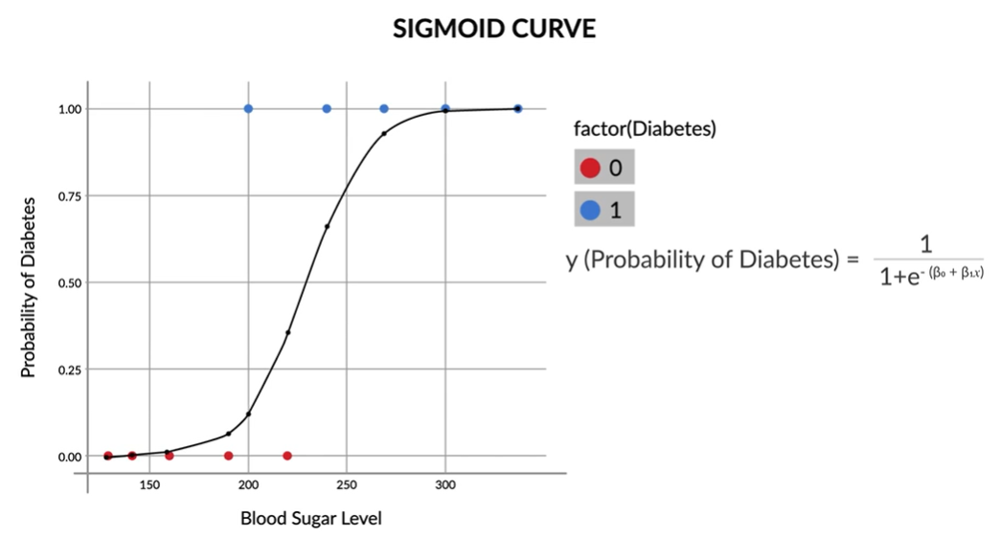 SIGMOID CURVE
1.00
0.75
0.50
0.25
0.00
Probability of Diabetes
150 200 250 300
Blood Sugar Level
factor(Diabetes)
0
1
y (Probability of Diabetes) = 1
1+e- (β₀ + β₁x)